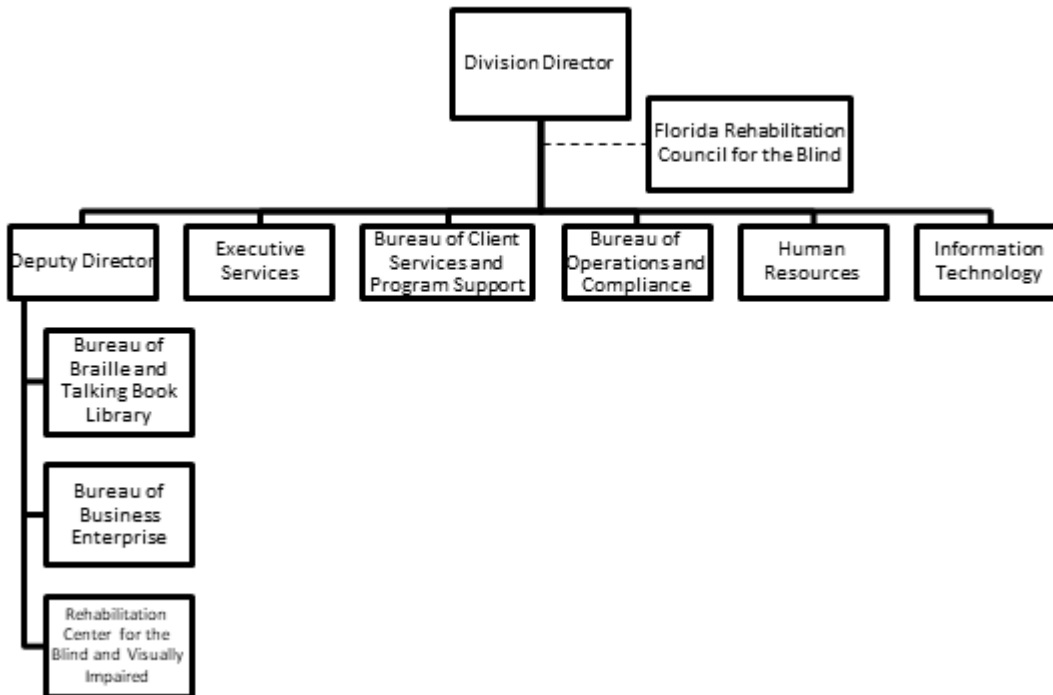 Division Director
Florida Rehabilitation
Council for the Blind
Deputy Director
Executive
Services
Bureau of Client
Services and
Program Support
Bureau of
Operations and
Compliance
Human
Resources
Information
Technology
Bureau of
Braille and
Talking Book
Library
Bureau of
Business
Enterprise
Rehabilitation
Center for the
Blind and Visually
Impaired